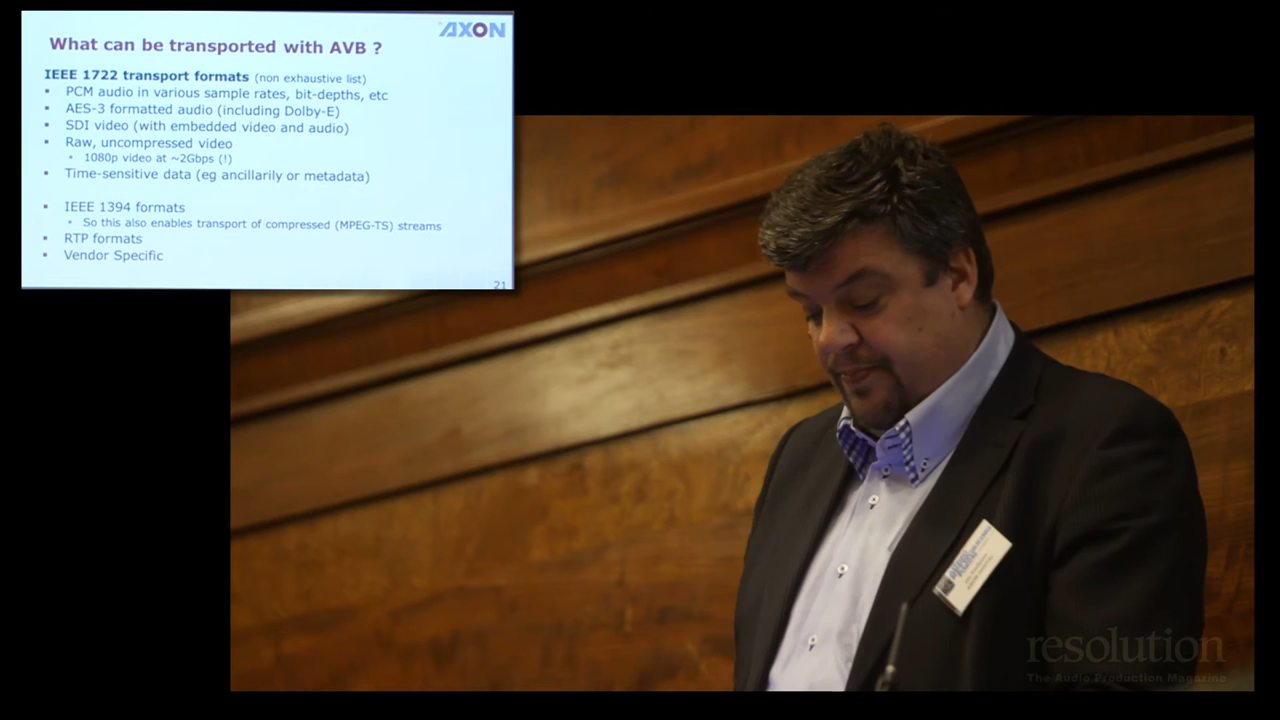 AXON
What can be transported with AVB ?
IEEE 1722 transport formats (non exhaustive list)
▪ PCM audio in various sample rates, bit-depths, etc
▪ AES-3 formatted audio (including Dolby-E)
▪ SDI video (with embedded video and audio)
▪ Raw, uncompressed video
▪ 1080p video at ~2Gbps (!)
▪ Time-sensitive data (eg ancillarily or metadata)
▪ IEEE 1394 formats
▪ So this also enables transport of compressed (MPEG-TS) streams
▪ RTP formats
▪ Vendor Specific
21
resolution
The Audio Production Magazine